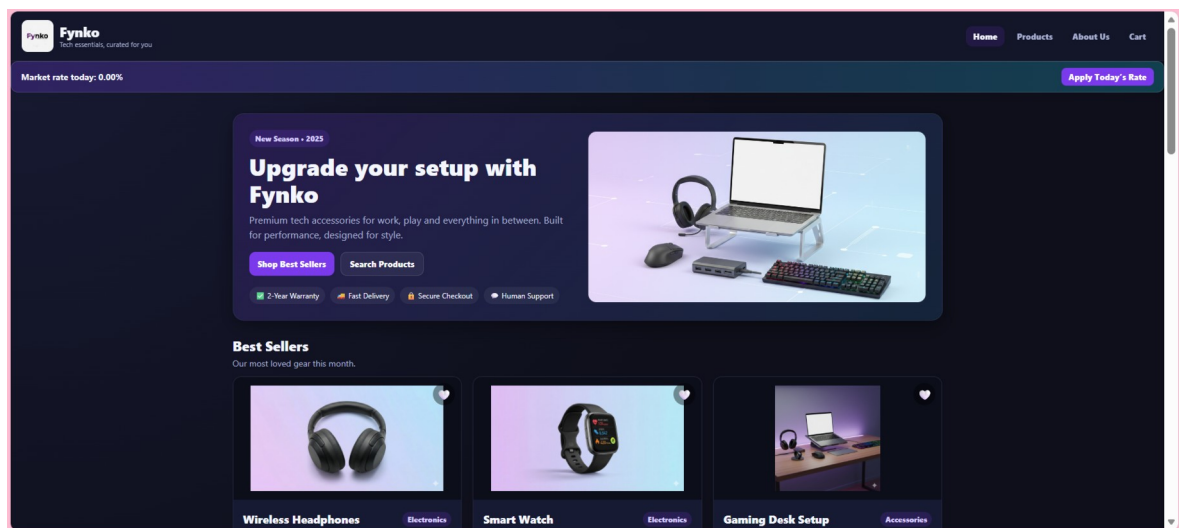 Fynko
Fynko
Tech essentials, curated for you
Home
Products
About Us
Cart
Market rate today: 0.00%
Apply Today's Rate
New Season • 2025
Upgrade your setup with
Fynko
Premium tech accessories for work, play and everything in between. Built
for performance, designed for style.
Shop Best Sellers
Search Products
2-Year Warranty
Fast Delivery
Secure Checkout
Human Support
Best Sellers
Our most loved gear this month.
Wireless Headphones
Electronics
Smart Watch
Electronics
Gaming Desk Setup
Accessories